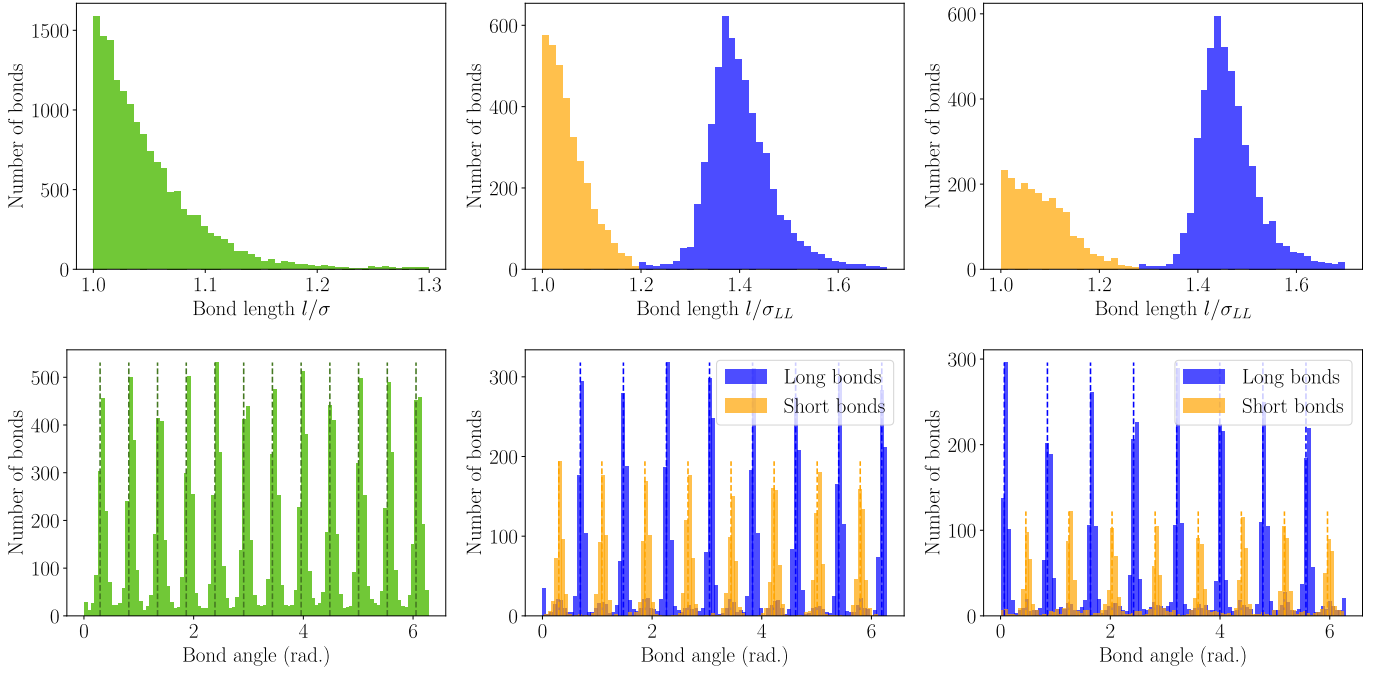 1500
1000
500
0
Number of bonds
1.0 1.1 1.2 1.3
Bond length l/σ
600
400
200
0
Number of bonds
1.0 1.2 1.4 1.6
Bond length l/σ_LL
600
400
200
0
Number of bonds
1.0 1.2 1.4 1.6
Bond length l/σ_LL
500
400
300
200
100
0
Number of bonds
0 2 4 6
Bond angle (rad.)
300
200
100
0
Number of bonds
Long bonds
Short bonds
0 2 4 6
Bond angle (rad.)
300
200
100
0
Number of bonds
Long bonds
Short bonds
0 2 4 6
Bond angle (rad.)